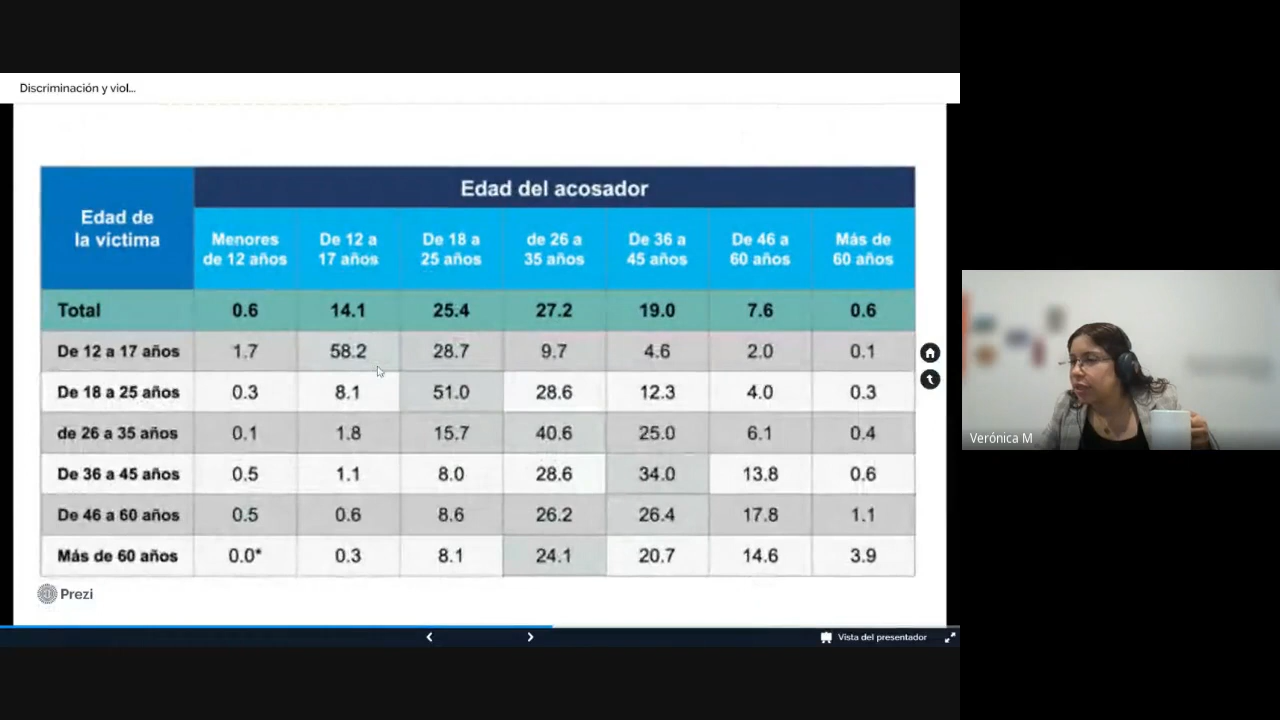 Discriminación y viol...
Edad del acosador
Edad de
la víctima
Menores
de 12 años
De 12 a
17 años
De 18 a
25 años
de 26 a
35 años
De 36 a
45 años
De 46 a
60 años
Más de
60 años
Total 0.6 14.1 25.4 27.2 19.0 7.6 0.6
De 12 a 17 años 1.7 58.2 28.7 9.7 4.6 2.0 0.1
De 18 a 25 años 0.3 8.1 51.0 28.6 12.3 4.0 0.3
de 26 a 35 años 0.1 1.8 15.7 40.6 25.0 6.1 0.4
De 36 a 45 años 0.5 1.1 8.0 28.6 34.0 13.8 0.6
De 46 a 60 años 0.5 0.6 8.6 26.2 26.4 17.8 1.1
Más de 60 años 0.0* 0.3 8.1 24.1 20.7 14.6 3.9
Prezi
Vista del presentador
Verónica M